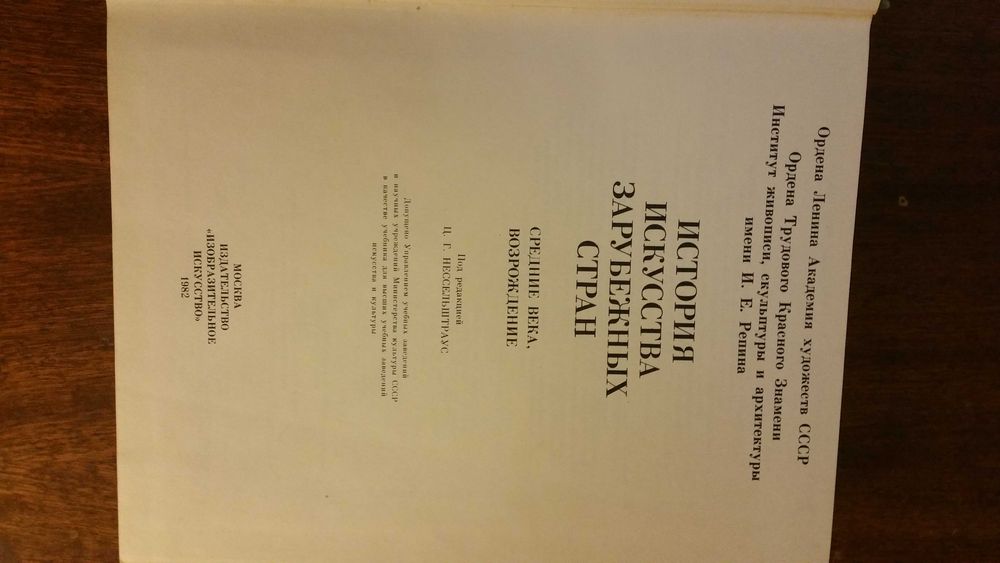 Ордена Ленина Академия художеств СССР
Ордена Трудового Красного Знамени
Институт живописи, скульптуры и архитектуры
имени И. Е. Репина
ИСТОРИЯ
ИСКУССТВА
ЗАРУБЕЖНЫХ
СТРАН
СРЕДНИЕ ВЕКА,
ВОЗРОЖДЕНИЕ
Под редакцией
Ц. Г. НЕССЕЛЬШТРАУС
Допущено Управлением учебных заведений
и научных учреждений Министерства культуры СССР
в качестве учебника для высших учебных заведений
искусства и культуры
МОСКВА
ИЗДАТЕЛЬСТВО
«ИЗОБРАЗИТЕЛЬНОЕ
ИСКУССТВО»
1982